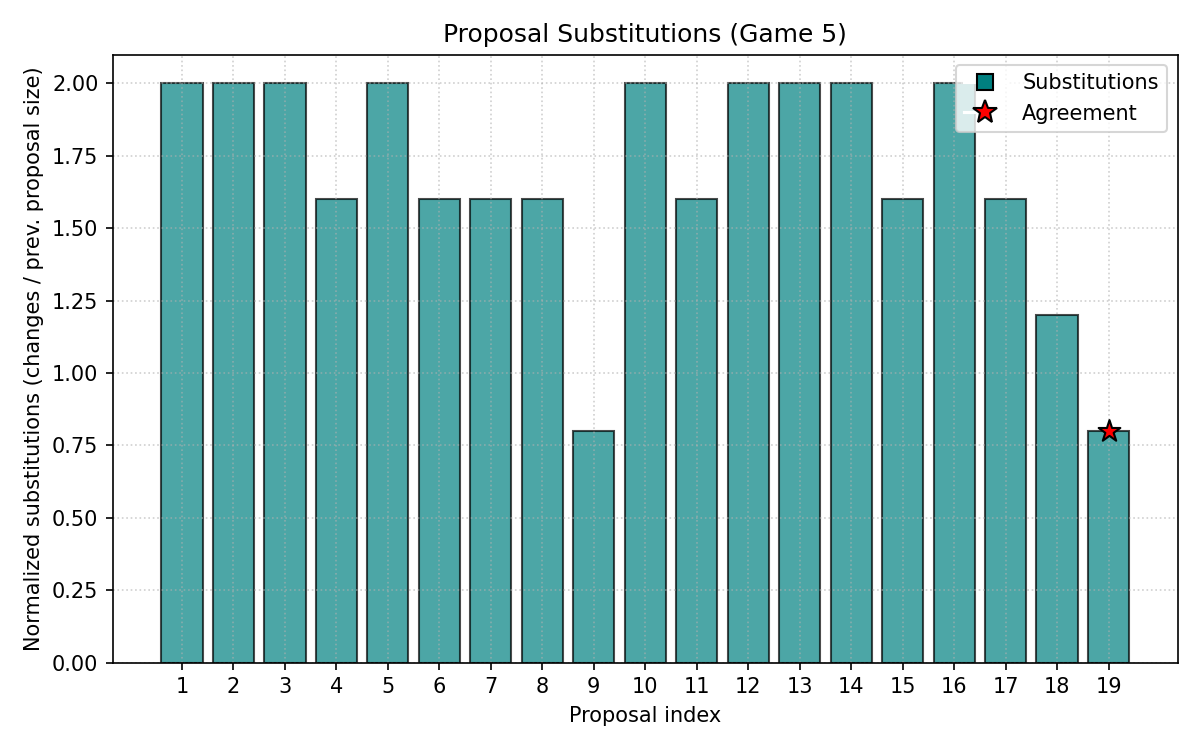 Proposal Substitutions (Game 5)
Normalized substitutions (changes / prev. proposal size)
2.00
1.75
1.50
1.25
1.00
0.75
0.50
0.25
0.00
Substitutions
Agreement
1 2 3 4 5 6 7 8 9 10 11 12 13 14 15 16 17 18 19
Proposal index